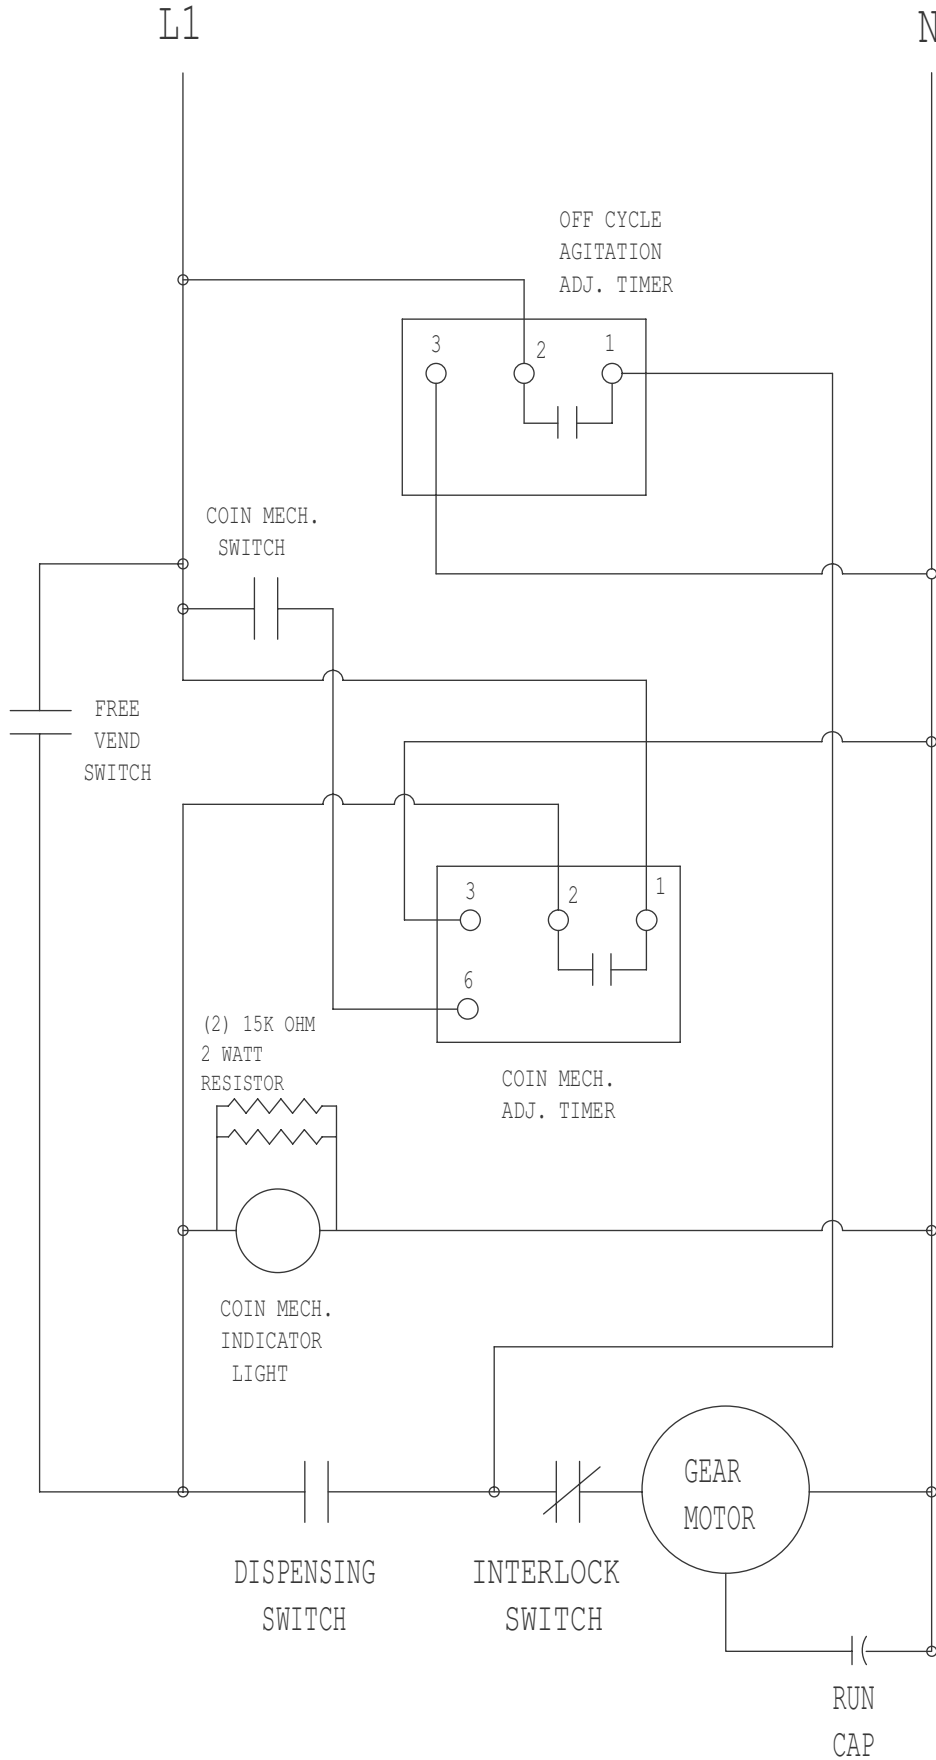 L1
N
OFF CYCLE
AGITATION
ADJ. TIMER
3
2
1
COIN MECH.
SWITCH
FREE
VEND
SWITCH
3
2
1
6
(2) 15K OHM
2 WATT
RESISTOR
COIN MECH.
ADJ. TIMER
COIN MECH.
INDICATOR
LIGHT
GEAR
MOTOR
DISPENSING
SWITCH
INTERLOCK
SWITCH
RUN
CAP